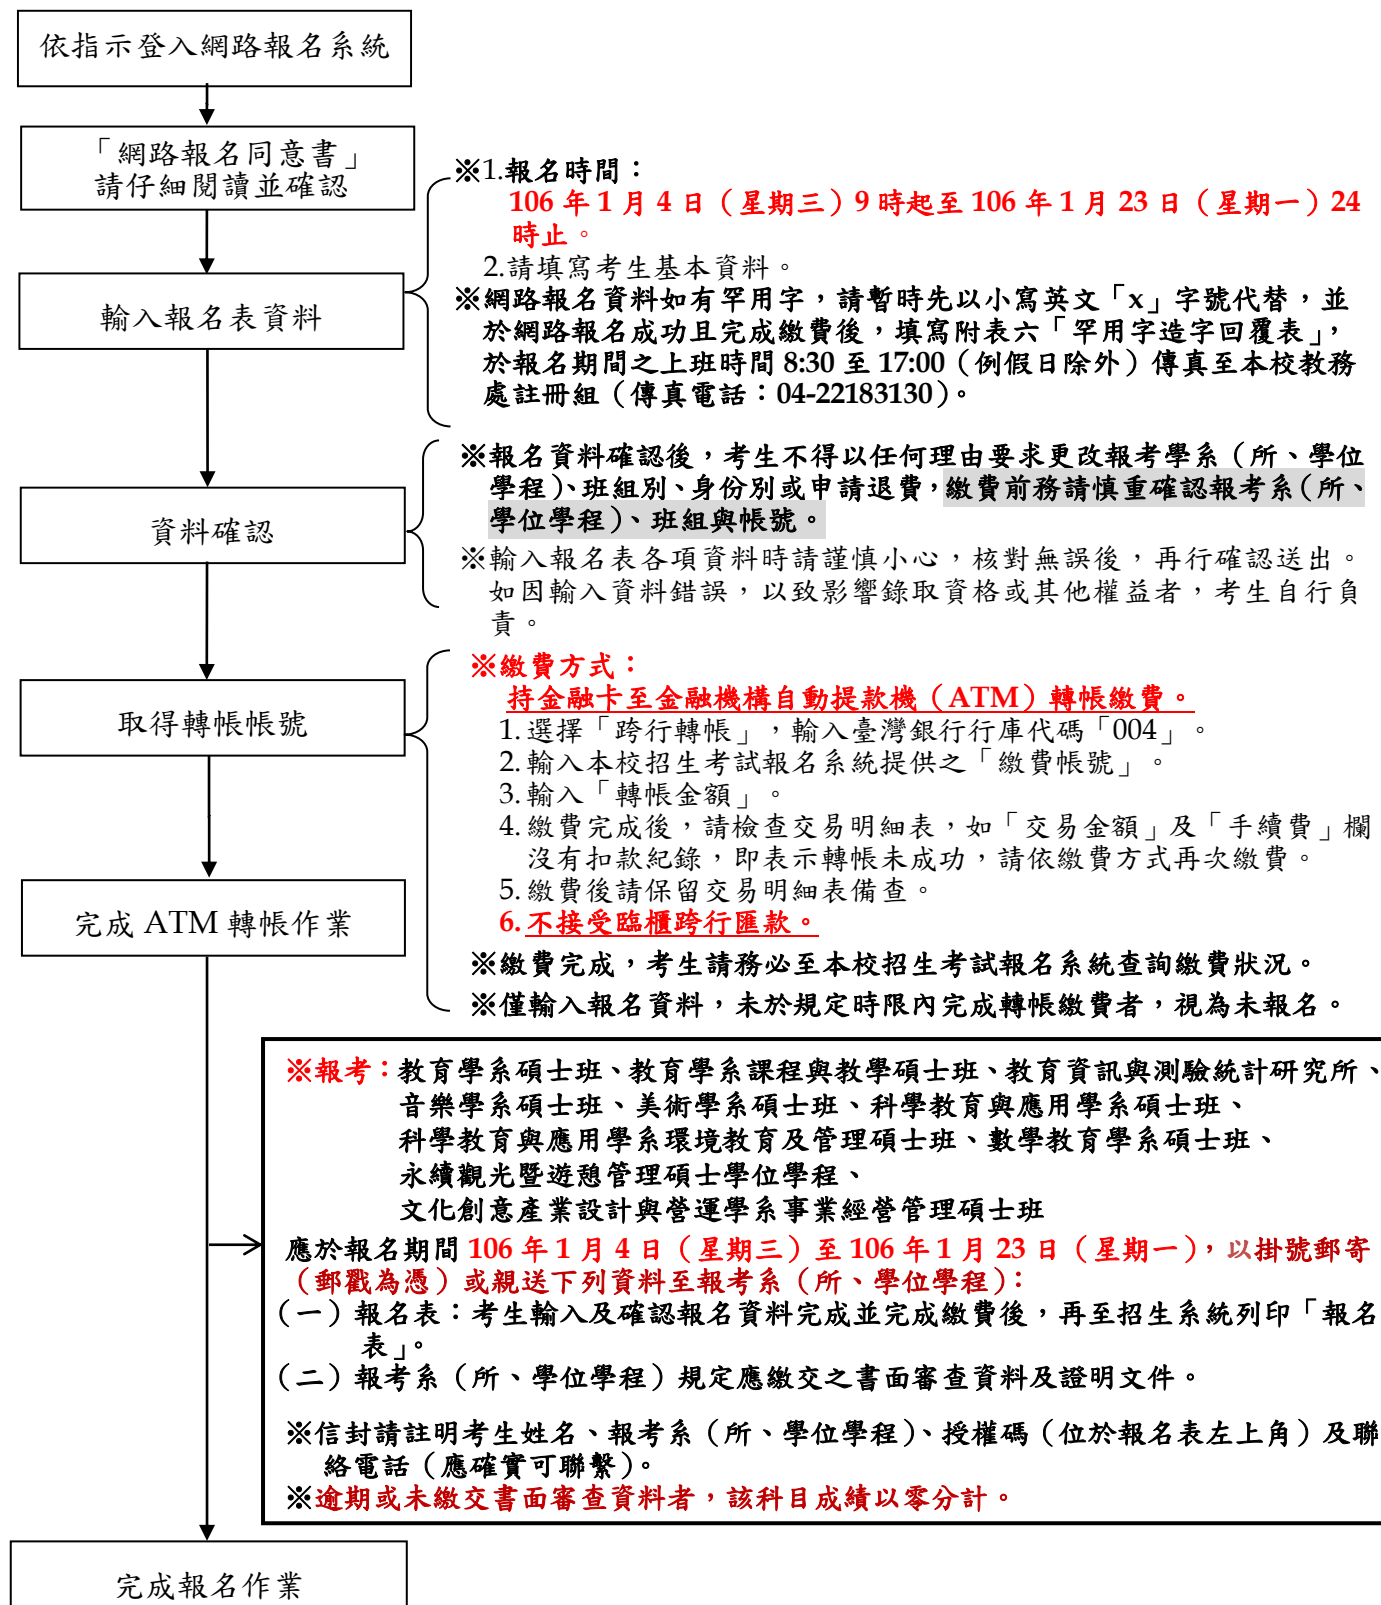 依指示登入網路報名系統
「網路報名同意書」
請仔細閱讀並確認
※1.報名時間：
106 年 1 月 4 日（星期三）9 時起至 106 年 1 月 23 日（星期一）24
時止。
2.請填寫考生基本資料。
※網路報名資料如有罕用字，請暫時先以小寫英文「x」字號代替，並
於網路報名成功且完成繳費後，填寫附表六「罕用字造字回覆表」，
於報名期間之上班時間 8:30 至 17:00（例假日除外）傳真至本校教務
處註冊組（傳真電話：04-22183130）。
輸入報名表資料
※報名資料確認後，考生不得以任何理由要求更改報考學系（所、學位
學程）、班組別、身份別或申請退費，繳費前務請慎重確認報考系（所、
學位學程）、班組與帳號。
※輸入報名表各項資料時請謹慎小心，核對無誤後，再行確認送出。
如因輸入資料錯誤，以致影響錄取資格或其他權益者，考生自行負
責。
資料確認
※繳費方式：
持金融卡至金融機構自動提款機（ATM）轉帳繳費。
1.選擇「跨行轉帳」，輸入臺灣銀行行庫代碼「004」。
2.輸入本校招生考試報名系統提供之「繳費帳號」。
3.輸入「轉帳金額」。
4.繳費完成後，請檢查交易明細表，如「交易金額」及「手續費」欄
沒有扣款紀錄，即表示轉帳未成功，請依繳費方式再次繳費。
5.繳費後請保留交易明細表備查。
6.不接受臨櫃跨行匯款。
※繳費完成，考生請務必至本校招生考試報名系統查詢繳費狀況。
※僅輸入報名資料，未於規定時限內完成轉帳繳費者，視為未報名。
取得轉帳帳號
完成 ATM 轉帳作業
※報考：教育學系碩士班、教育學系課程與教學碩士班、教育資訊與測驗統計研究所、
音樂學系碩士班、美術學系碩士班、科學教育與應用學系碩士班、
科學教育與應用學系環境教育及管理碩士班、數學教育學系碩士班、
永續觀光暨遊憩管理碩士學位學程、
文化創意產業設計與營運學系事業經營管理碩士班
應於報名期間 106 年 1 月 4 日（星期三）至 106 年 1 月 23 日（星期一），以掛號郵寄
（郵戳為憑）或親送下列資料至報考系（所、學位學程）：
（一）報名表：考生輸入及確認報名資料完成並完成繳費後，再至招生系統列印「報名
表」。
（二）報考系（所、學位學程）規定應繳交之書面審查資料及證明文件。
※信封請註明考生姓名、報考系（所、學位學程）、授權碼（位於報名表左上角）及聯
絡電話（應確實可聯繫）。
※逾期或未繳交書面審查資料者，該科目成績以零分計。
完成報名作業